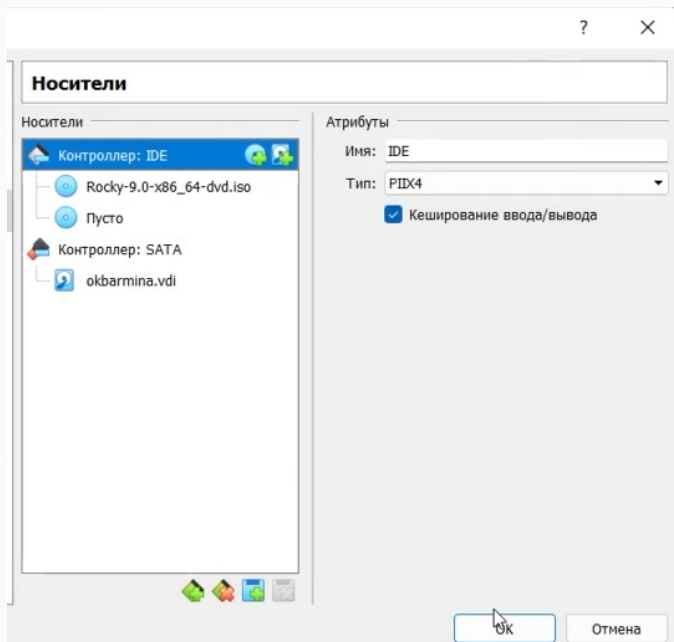 ?
Носители
Носители
Контроллер: IDE
Rocky-9.0-x86_64-dvd.iso
Пусто
Контроллер: SATA
okbarmina.vdi
Атрибуты
Имя: IDE
Тип: PIIX4
Кеширование ввода/вывода
OK
Отмена